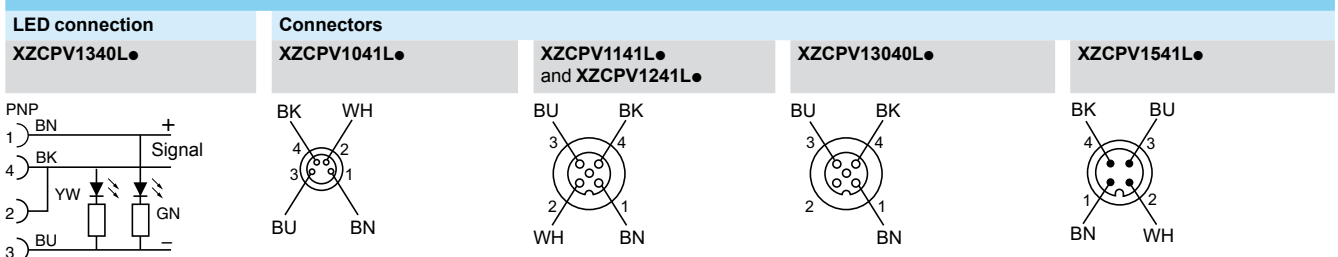 LED connection
Connectors
XZCPV1340L●
XZCPV1041L●
XZCPV1141L●
and XZCPV1241L●
XZCPV13040L●
XZCPV1541L●
PNP
1 BN +
Signal
4 BK
YW
2 GN
3 BU –
BK WH
4 2
3 1
BU BN
BU BK
3 4
2 1
WH BN
BU BK
3 4
2 1
BN
BK BU
4 3
1 2
BN WH